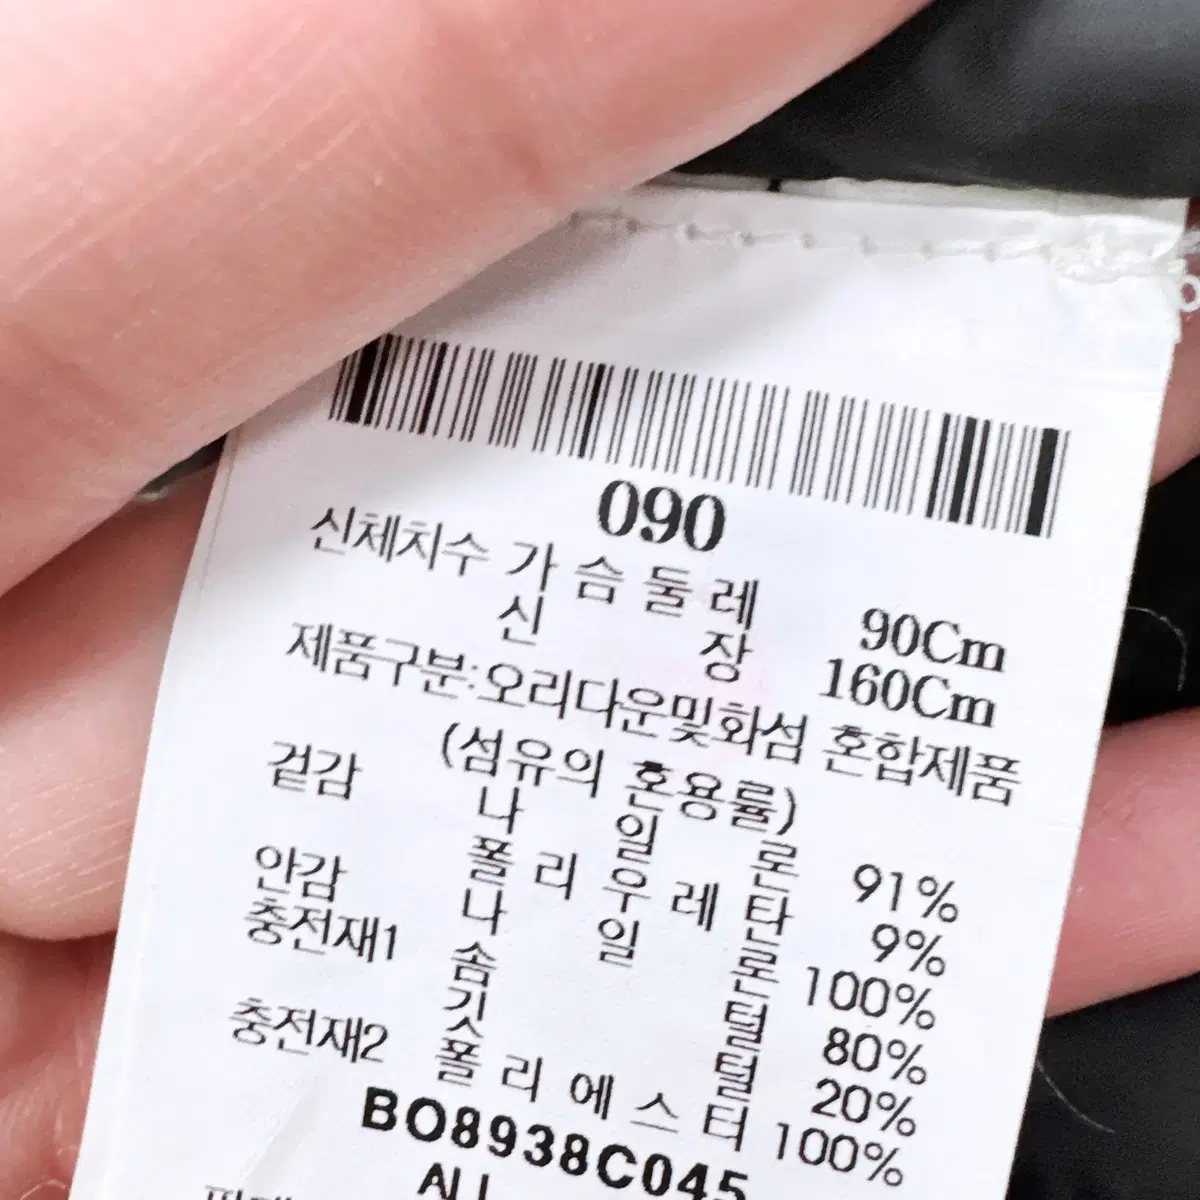 090
신체치수 가슴둘레 90Cm
신장 160Cm
제품구분:오리다운및화섬 혼합제품
(섬유의 혼용률)
겉감 나일론 91%
폴리우레탄 9%
안감 나일론 100%
충전재1 솜털 80%
깃털 20%
충전재2 폴리에스터 100%
BO8938C045
ALL